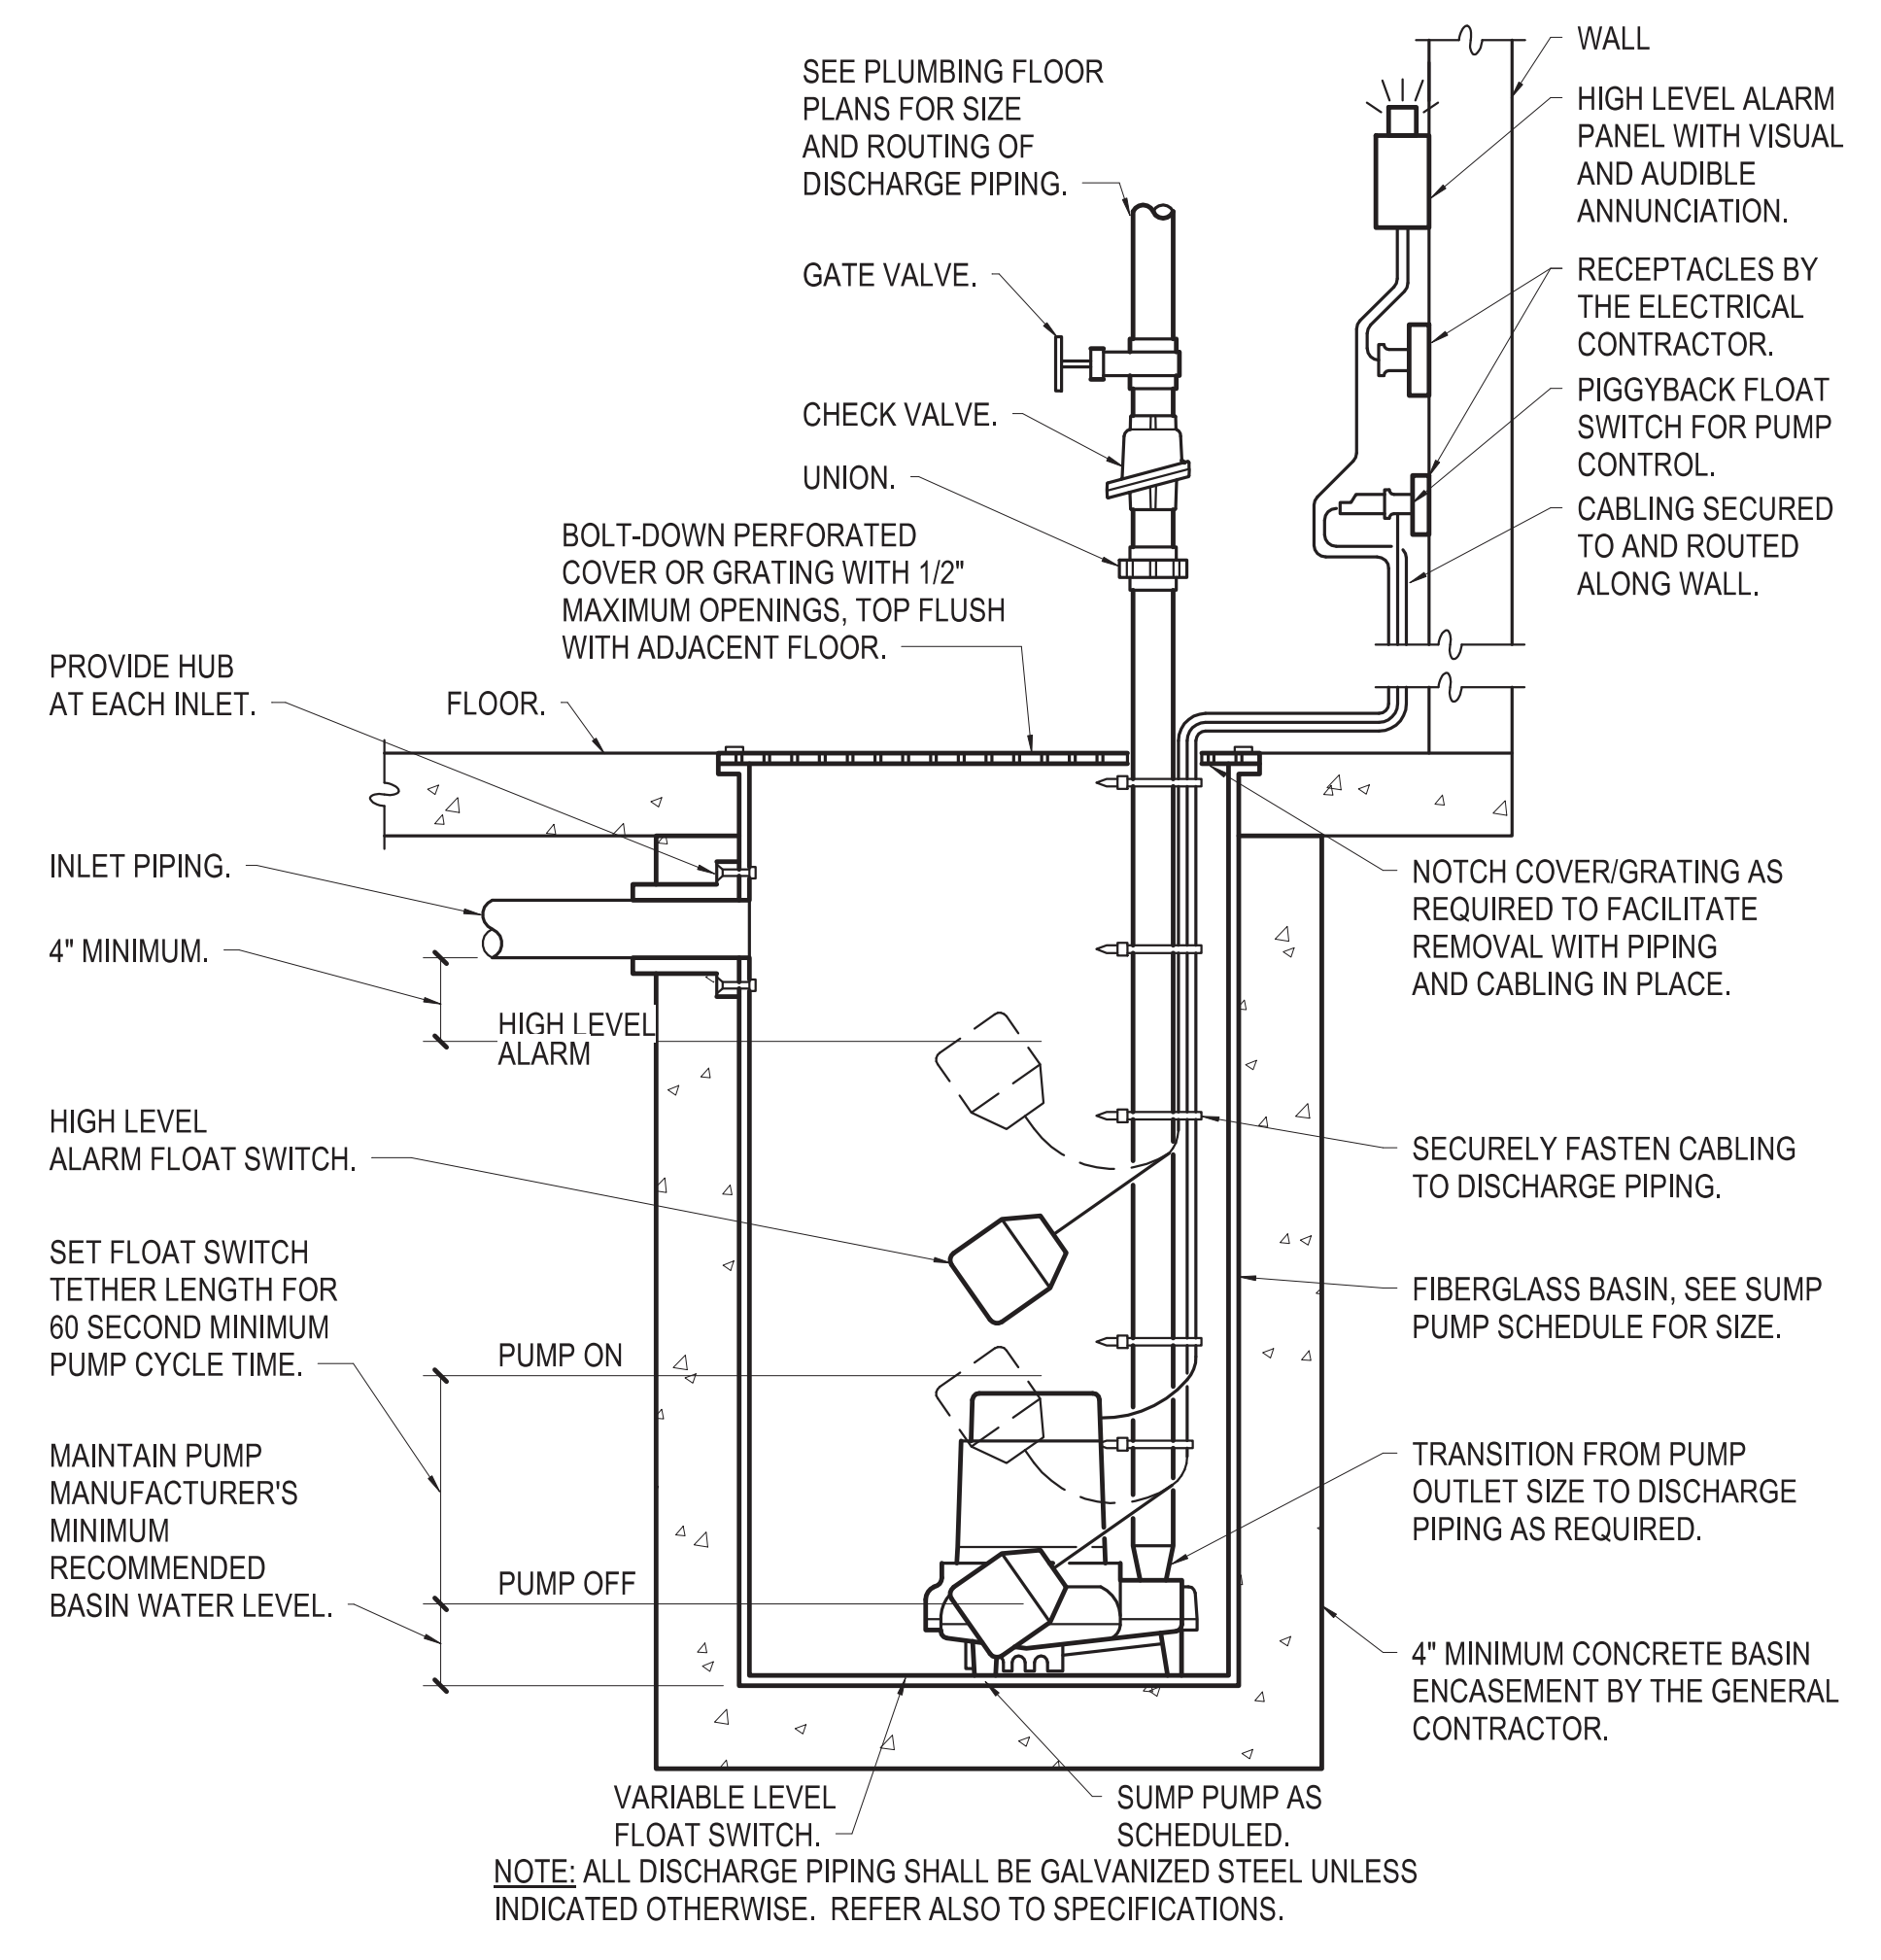 SEE PLUMBING FLOOR
PLANS FOR SIZE
AND ROUTING OF
DISCHARGE PIPING.
GATE VALVE.
CHECK VALVE.
UNION.
BOLT-DOWN PERFORATED
COVER OR GRATING WITH 1/2"
MAXIMUM OPENINGS, TOP FLUSH
WITH ADJACENT FLOOR.
PROVIDE HUB
AT EACH INLET.
FLOOR.
INLET PIPING.
4" MINIMUM.
HIGH LEVEL
ALARM
HIGH LEVEL
ALARM FLOAT SWITCH.
SET FLOAT SWITCH
TETHER LENGTH FOR
60 SECOND MINIMUM
PUMP CYCLE TIME.
PUMP ON
MAINTAIN PUMP
MANUFACTURER'S
MINIMUM
RECOMMENDED
BASIN WATER LEVEL.
PUMP OFF
WALL
HIGH LEVEL ALARM
PANEL WITH VISUAL
AND AUDIBLE
ANNUNCIATION.
RECEPTACLES BY
THE ELECTRICAL
CONTRACTOR.
PIGGYBACK FLOAT
SWITCH FOR PUMP
CONTROL.
CABLING SECURED
TO AND ROUTED
ALONG WALL.
NOTCH COVER/GRATING AS
REQUIRED TO FACILITATE
REMOVAL WITH PIPING
AND CABLING IN PLACE.
SECURELY FASTEN CABLING
TO DISCHARGE PIPING.
FIBERGLASS BASIN, SEE SUMP
PUMP SCHEDULE FOR SIZE.
TRANSITION FROM PUMP
OUTLET SIZE TO DISCHARGE
PIPING AS REQUIRED.
4" MINIMUM CONCRETE BASIN
ENCASEMENT BY THE GENERAL
CONTRACTOR.
VARIABLE LEVEL
FLOAT SWITCH.
SUMP PUMP AS
SCHEDULED.
NOTE: ALL DISCHARGE PIPING SHALL BE GALVANIZED STEEL UNLESS
INDICATED OTHERWISE. REFER ALSO TO SPECIFICATIONS.